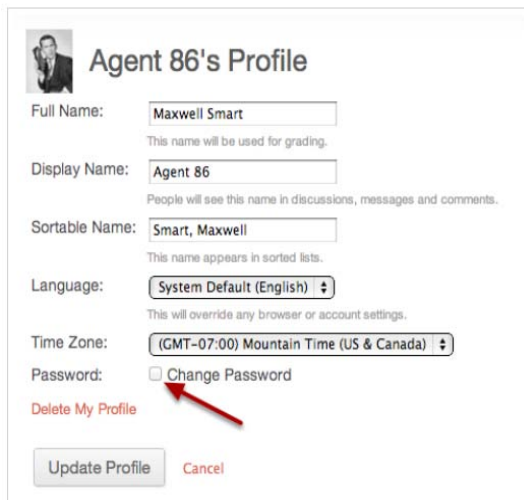 Agent 86's Profile
Full Name: Maxwell Smart
This name will be used for grading.
Display Name: Agent 86
People will see this name in discussions, messages and comments.
Sortable Name: Smart, Maxwell
This name appears in sorted lists.
Language: System Default (English)
This will override any browser or account settings.
Time Zone: (GMT-07:00) Mountain Time (US & Canada)
Password: Change Password
Delete My Profile
Update Profile Cancel